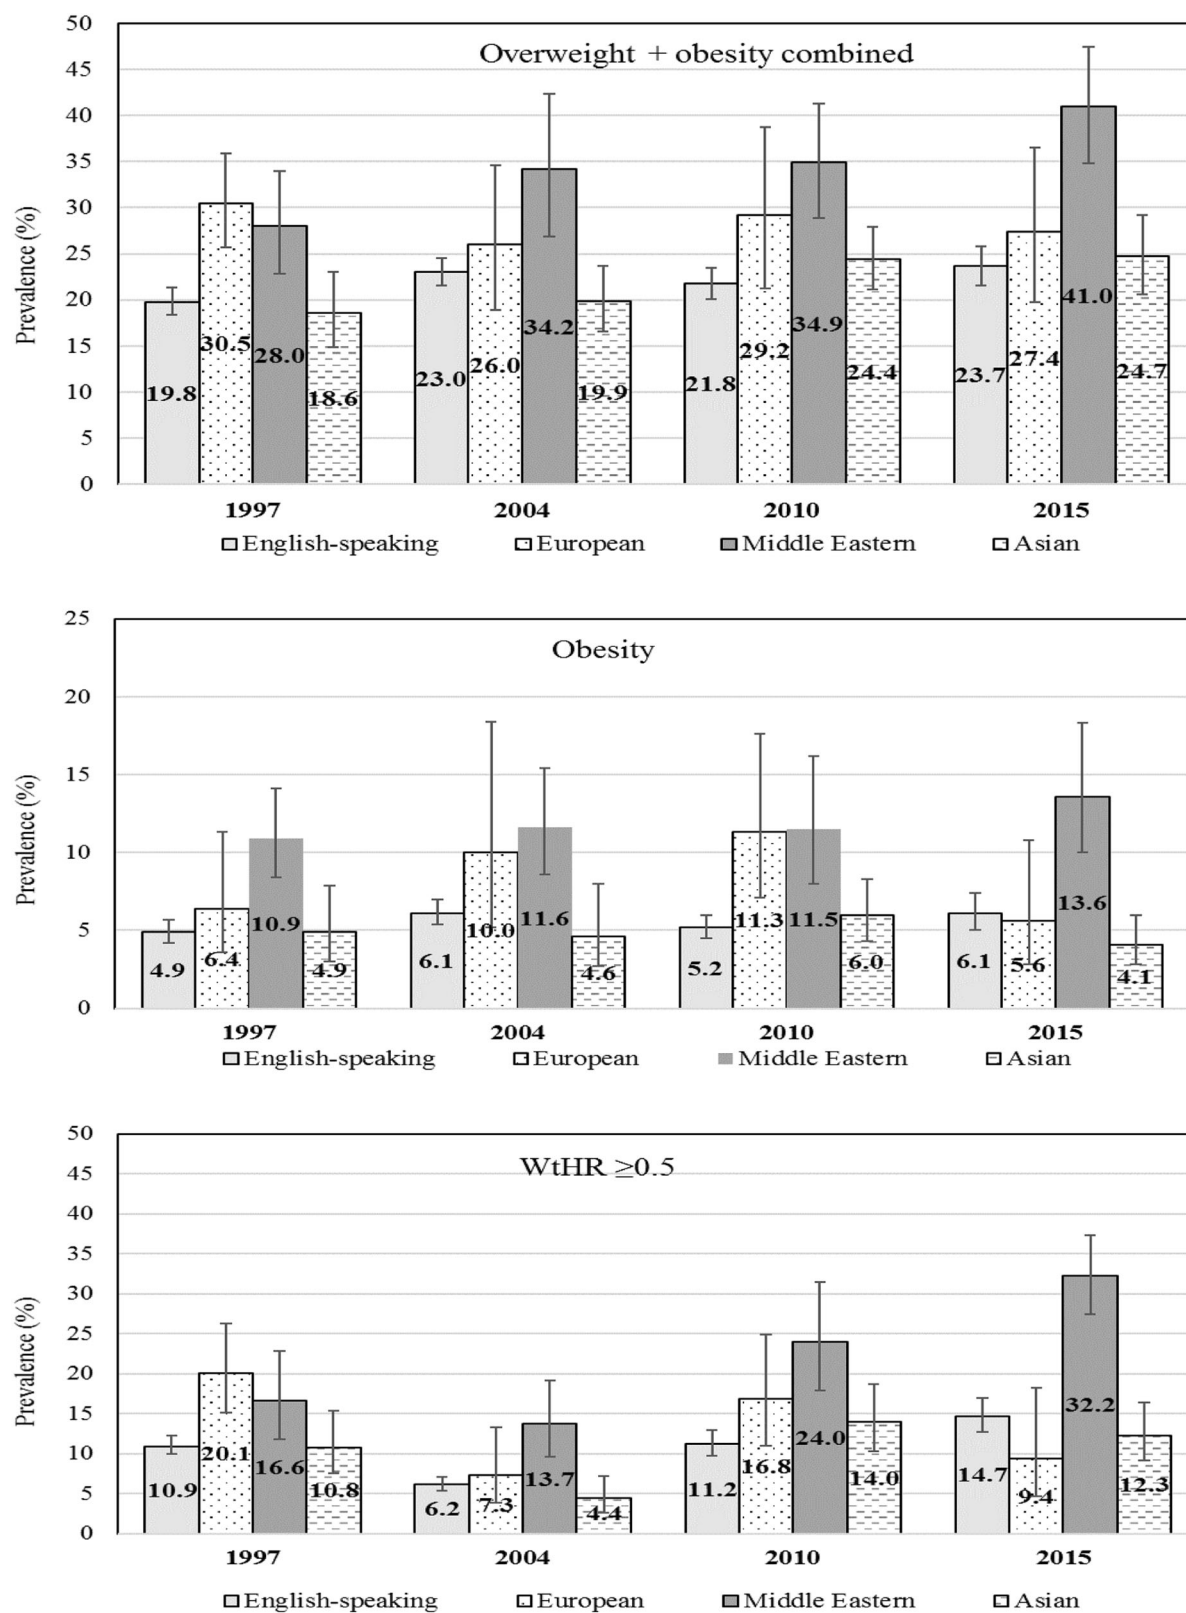 Overweight + obesity combined
Prevalence (%)
50
45
40
35
30
25
20
15
10
5
0
19.8 30.5 28.0 18.6 23.0 26.0 34.2 19.9 21.8 29.2 34.9 24.4 23.7 27.4 41.0 24.7
1997 2004 2010 2015
English-speaking European Middle Eastern Asian
Obesity
Prevalence (%)
25
20
15
10
5
0
4.9 6.4 10.9 4.9 6.1 10.0 11.6 4.6 5.2 11.3 11.5 6.0 6.1 5.6 13.6 4.1
1997 2004 2010 2015
English-speaking European Middle Eastern Asian
WtHR ≥0.5
Prevalence (%)
50
45
40
35
30
25
20
15
10
5
0
10.9 20.1 16.6 10.8 6.2 7.3 13.7 4.4 11.2 16.8 24.0 14.0 14.7 9.4 32.2 12.3
1997 2004 2010 2015
English-speaking European Middle Eastern Asian